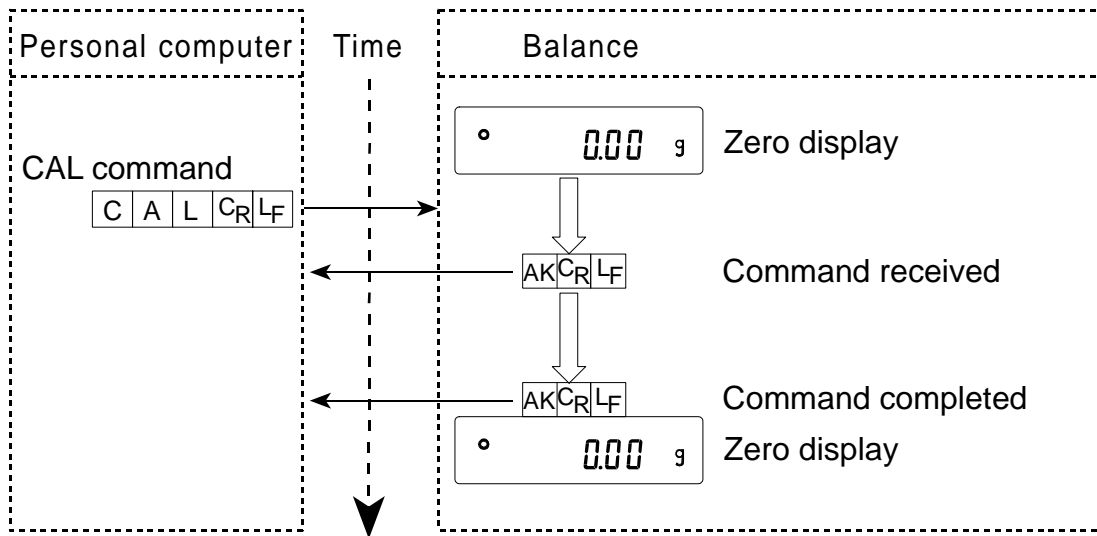 Personal computer Time Balance
0.00 g Zero display
CAL command
C A L CR LF
AK CR LF Command received
AK CR LF Command completed
0.00 g Zero display